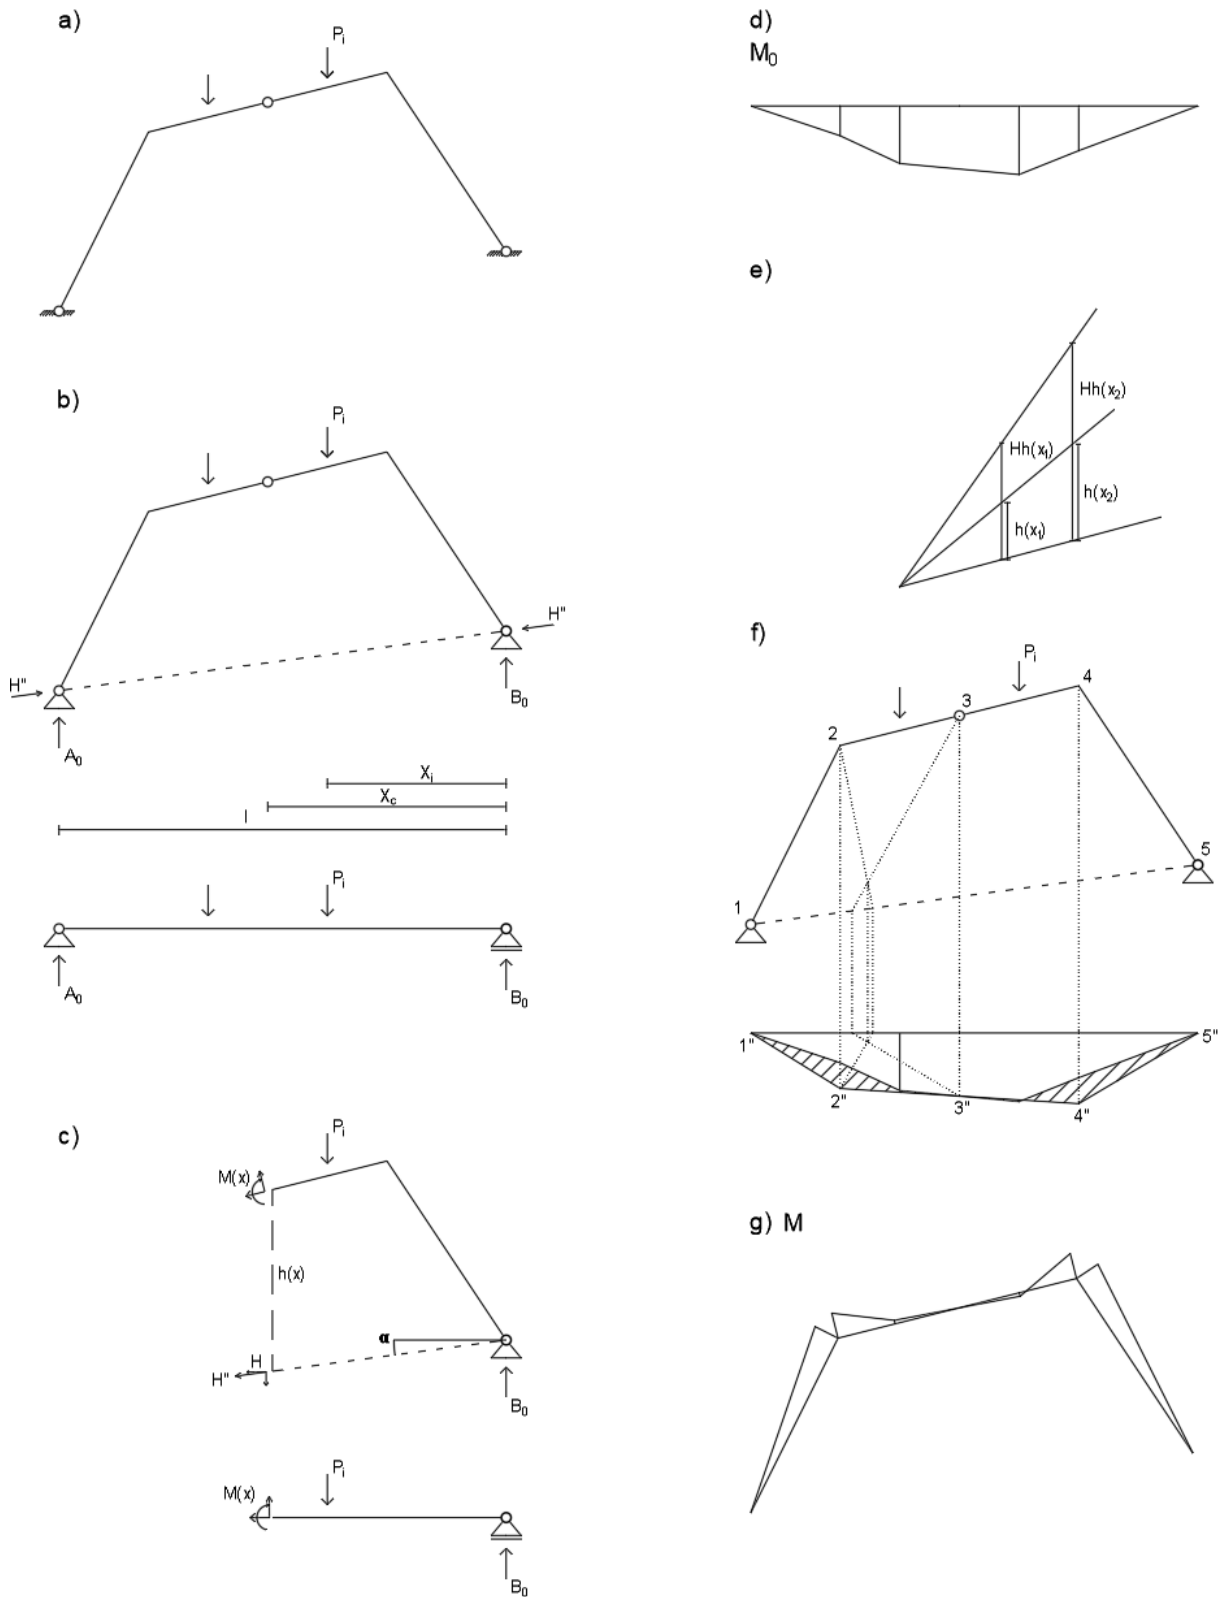 a)
Pᵢ
b)
Pᵢ
H"
H"
A₀
B₀
Xᵢ
X꜀
l
Pᵢ
A₀
B₀
c)
Pᵢ
M(x)
h(x)
α
H
H"
B₀
Pᵢ
M(x)
B₀
d)
M₀
e)
Hh(x₂)
Hh(x₁)
h(x₂)
h(x₁)
f)
Pᵢ
4
3
2
5
1
1"
5"
2"
3"
4"
g) M